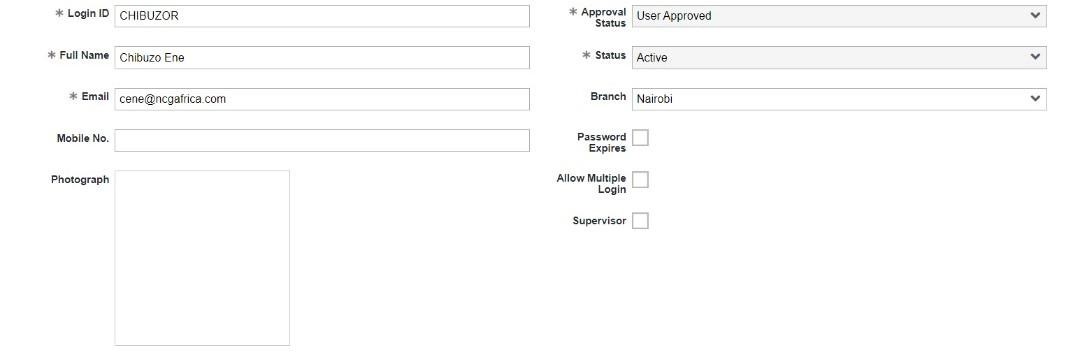 * Login ID CHIBUZOR
* Full Name Chibuzo Ene
* Email cene@ncgafrica.com
Mobile No.
Photograph
* Approval
Status User Approved
* Status Active
Branch Nairobi
Password
Expires
Allow Multiple
Login
Supervisor